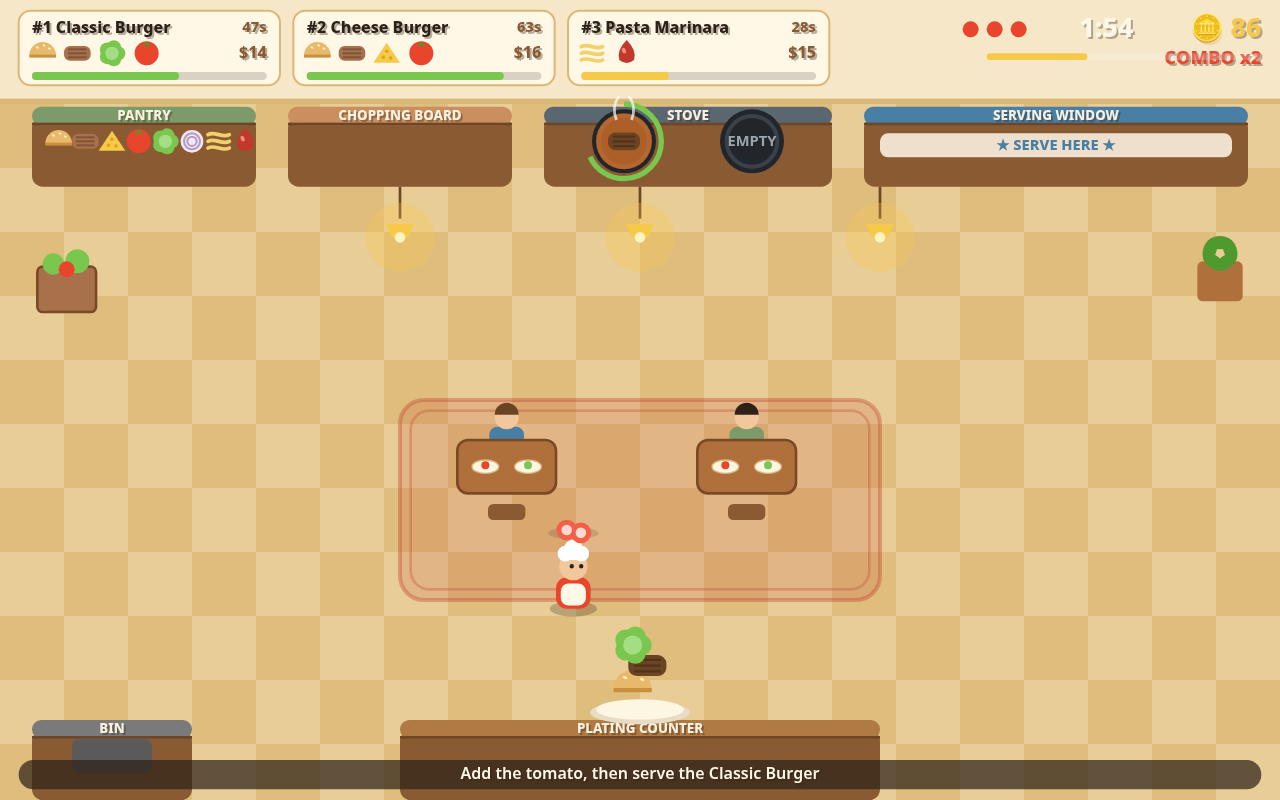 #1 Classic Burger 47s
$14
#2 Cheese Burger 63s
$16
#3 Pasta Marinara 28s
$15
1:54
86
COMBO x2
PANTRY
CHOPPING BOARD
STOVE
EMPTY
SERVING WINDOW
★ SERVE HERE ★
BIN
PLATING COUNTER
Add the tomato, then serve the Classic Burger